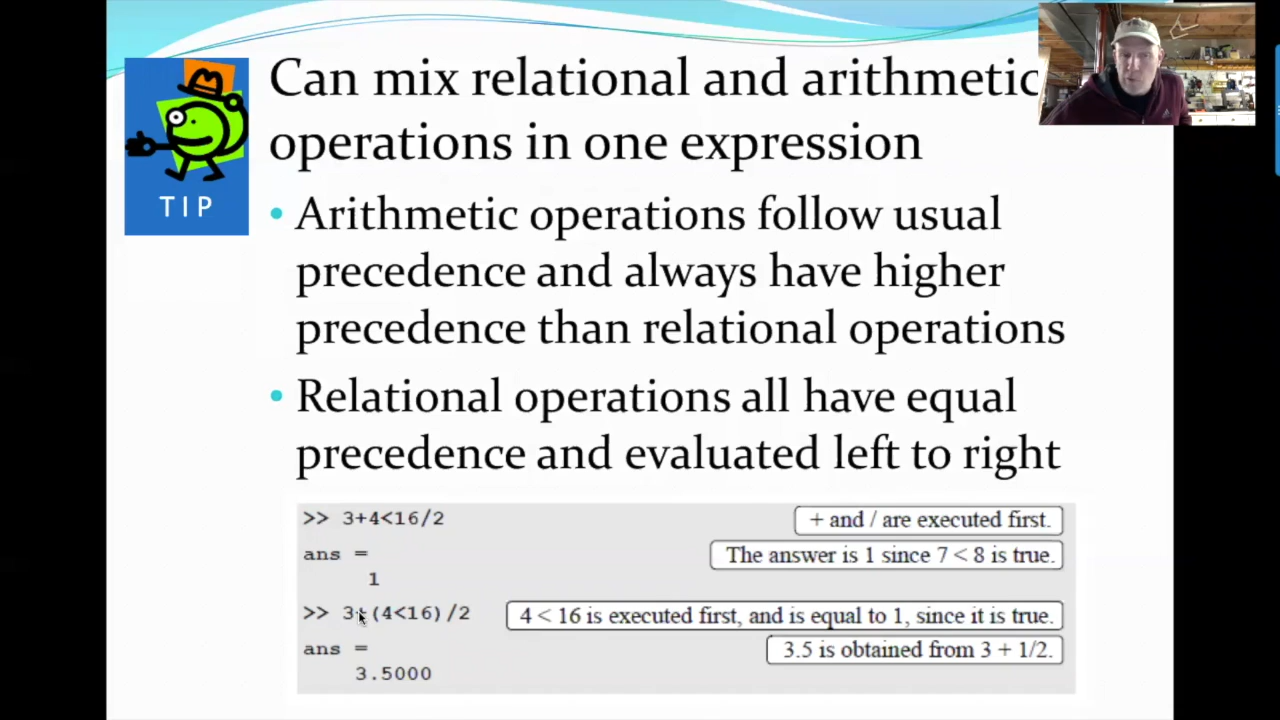 Can mix relational and arithmetic
operations in one expression
TIP
• Arithmetic operations follow usual
precedence and always have higher
precedence than relational operations
• Relational operations all have equal
precedence and evaluated left to right
>> 3+4<16/2
+ and / are executed first.
ans =
The answer is 1 since 7 < 8 is true.
1
>> 3+(4<16)/2
4 < 16 is executed first, and is equal to 1, since it is true.
ans =
3.5 is obtained from 3 + 1/2.
3.5000